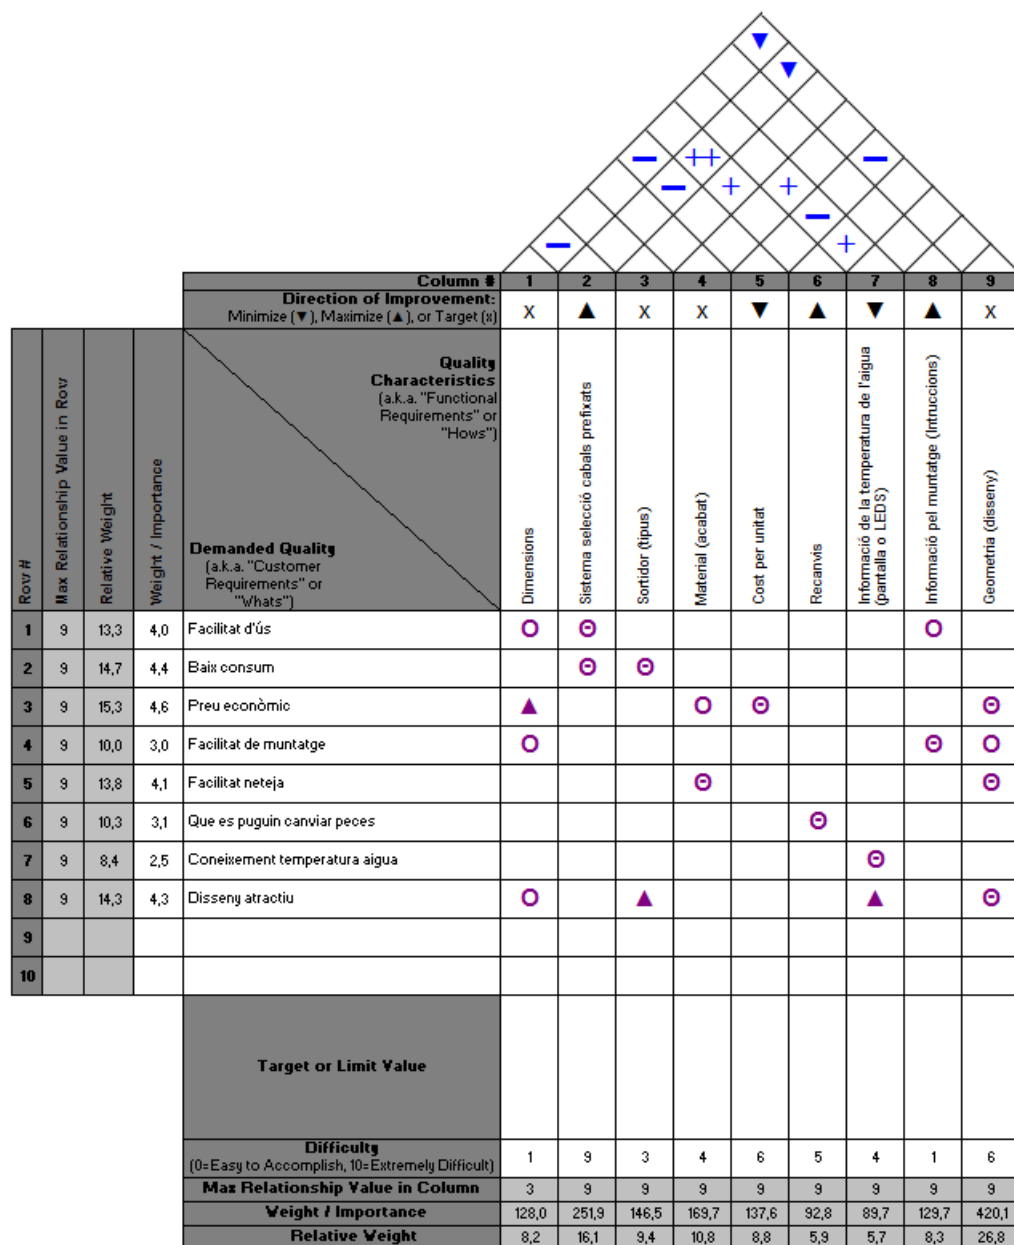 Column # 1 2 3 4 5 6 7 8 9
Direction of Improvement:
Minimize (▼), Maximize (▲), or Target (x) X ▲ X X ▼ ▲ ▼ ▲ X
Row #
Max Relationship Value in Row
Relative Weight
Weight / Importance
Quality
Characteristics
(a.k.a. "Functional
Requirements" or
"Hows")
Demanded Quality
(a.k.a. "Customer
Requirements" or
"Whats")
Dimensions
Sistema selecció cabals prefixats
Sortidor (tipus)
Material (acabat)
Cost per unitat
Recanvis
Informació de la temperatura de l'aigua
(pantalla o LEDS)
Informació pel muntatge (Intruccions)
Geometria (disseny)
1 9 13,3 4,0 Facilitat d'ús
2 9 14,7 4,4 Baix consum
3 9 15,3 4,6 Preu econòmic
4 9 10,0 3,0 Facilitat de muntatge
5 9 13,8 4,1 Facilitat neteja
6 9 10,3 3,1 Que es puguin canviar peces
7 9 8,4 2,5 Coneixement temperatura aigua
8 9 14,3 4,3 Disseny atractiu
9
10
Target or Limit Value
Difficulty
(0=Easy to Accomplish, 10=Extremely Difficult) 1 9 3 4 6 5 4 1 6
Max Relationship Value in Column 3 9 9 9 9 9 9 9 9
Weight / Importance 128,0 251,9 146,5 169,7 137,6 92,8 89,7 129,7 420,1
Relative Weight 8,2 16,1 9,4 10,8 8,8 5,9 5,7 8,3 26,8